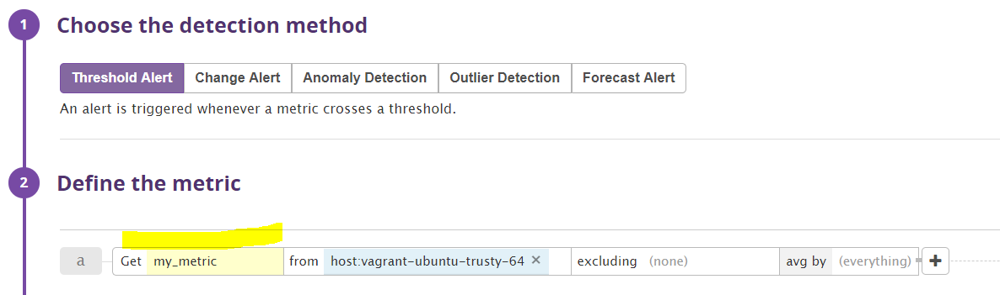 1 Choose the detection method
Threshold Alert Change Alert Anomaly Detection Outlier Detection Forecast Alert
An alert is triggered whenever a metric crosses a threshold.
2 Define the metric
a Get my_metric from host:vagrant-ubuntu-trusty-64 × excluding (none) avg by (everything) +